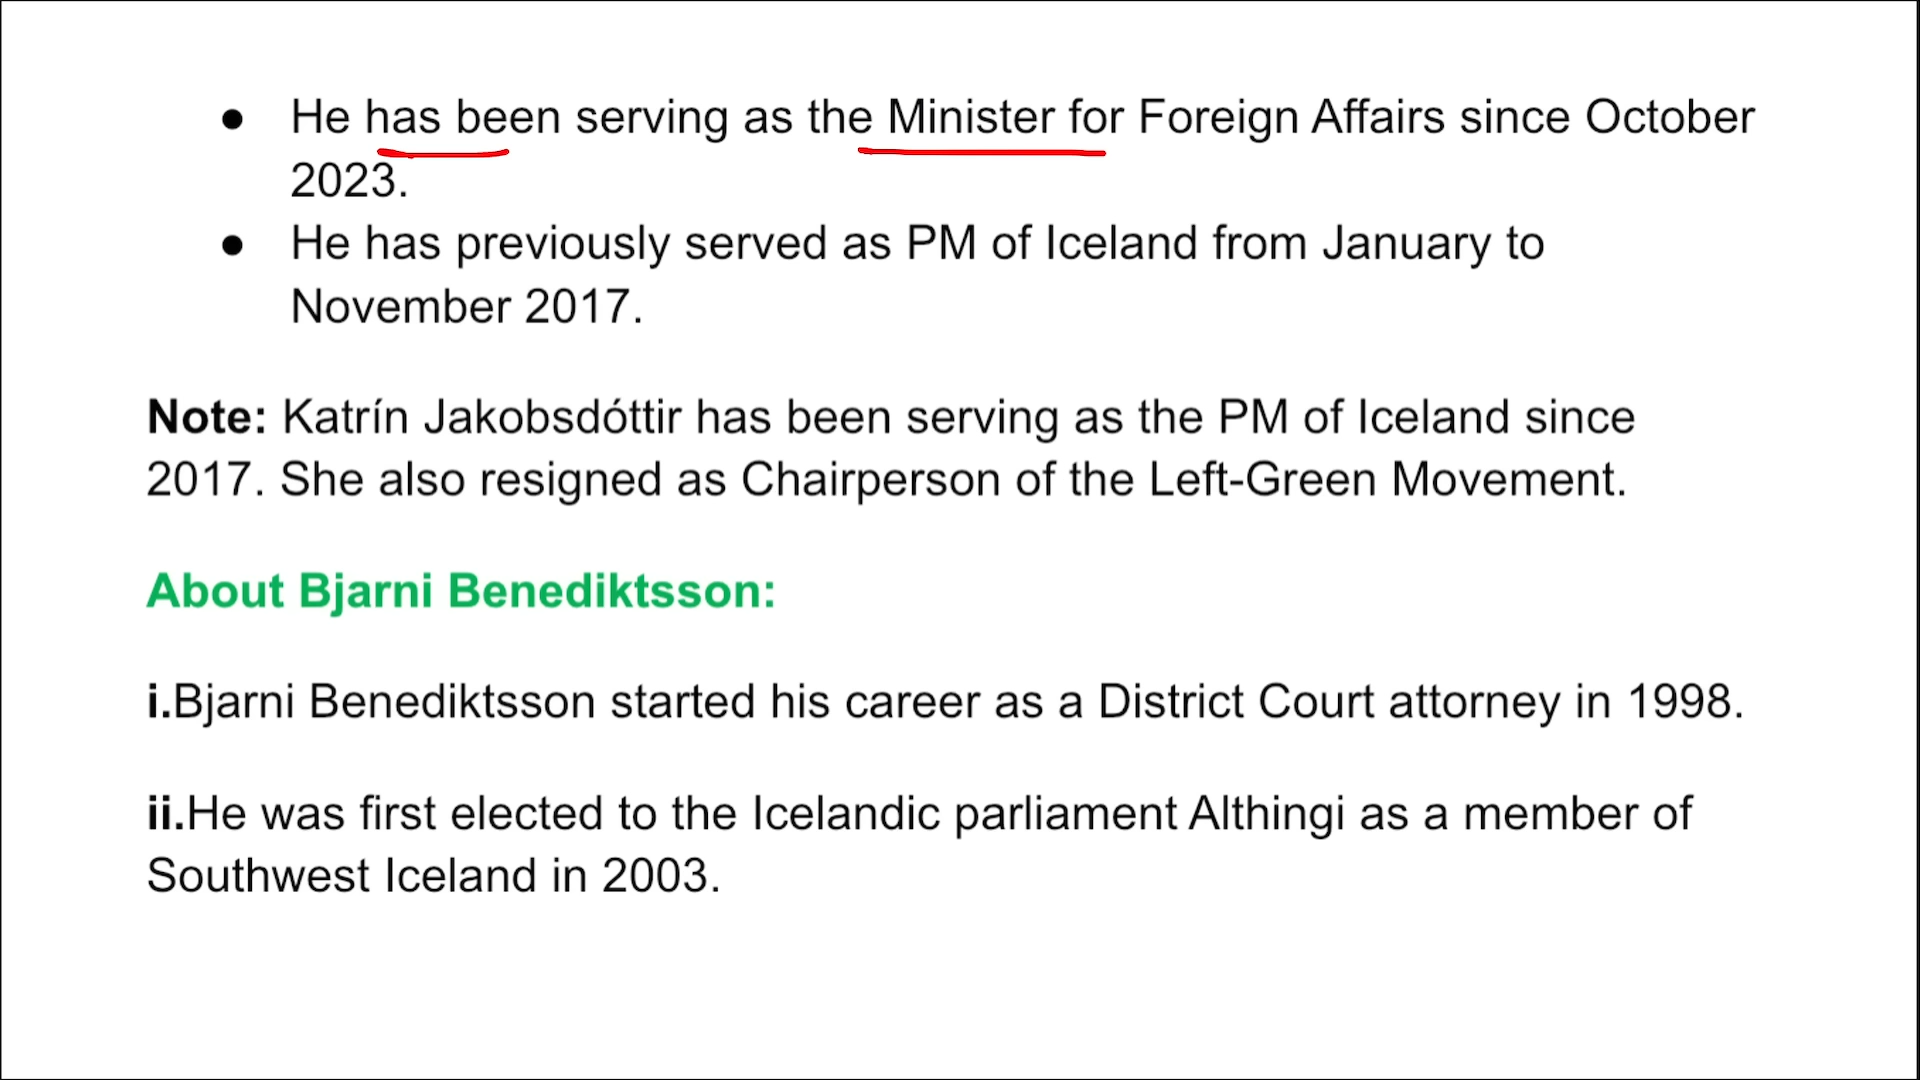 ● He has been serving as the Minister for Foreign Affairs since October
2023.
● He has previously served as PM of Iceland from January to
November 2017.
Note: Katrín Jakobsdóttir has been serving as the PM of Iceland since
2017. She also resigned as Chairperson of the Left-Green Movement.
About Bjarni Benediktsson:
i.Bjarni Benediktsson started his career as a District Court attorney in 1998.
ii.He was first elected to the Icelandic parliament Althingi as a member of
Southwest Iceland in 2003.